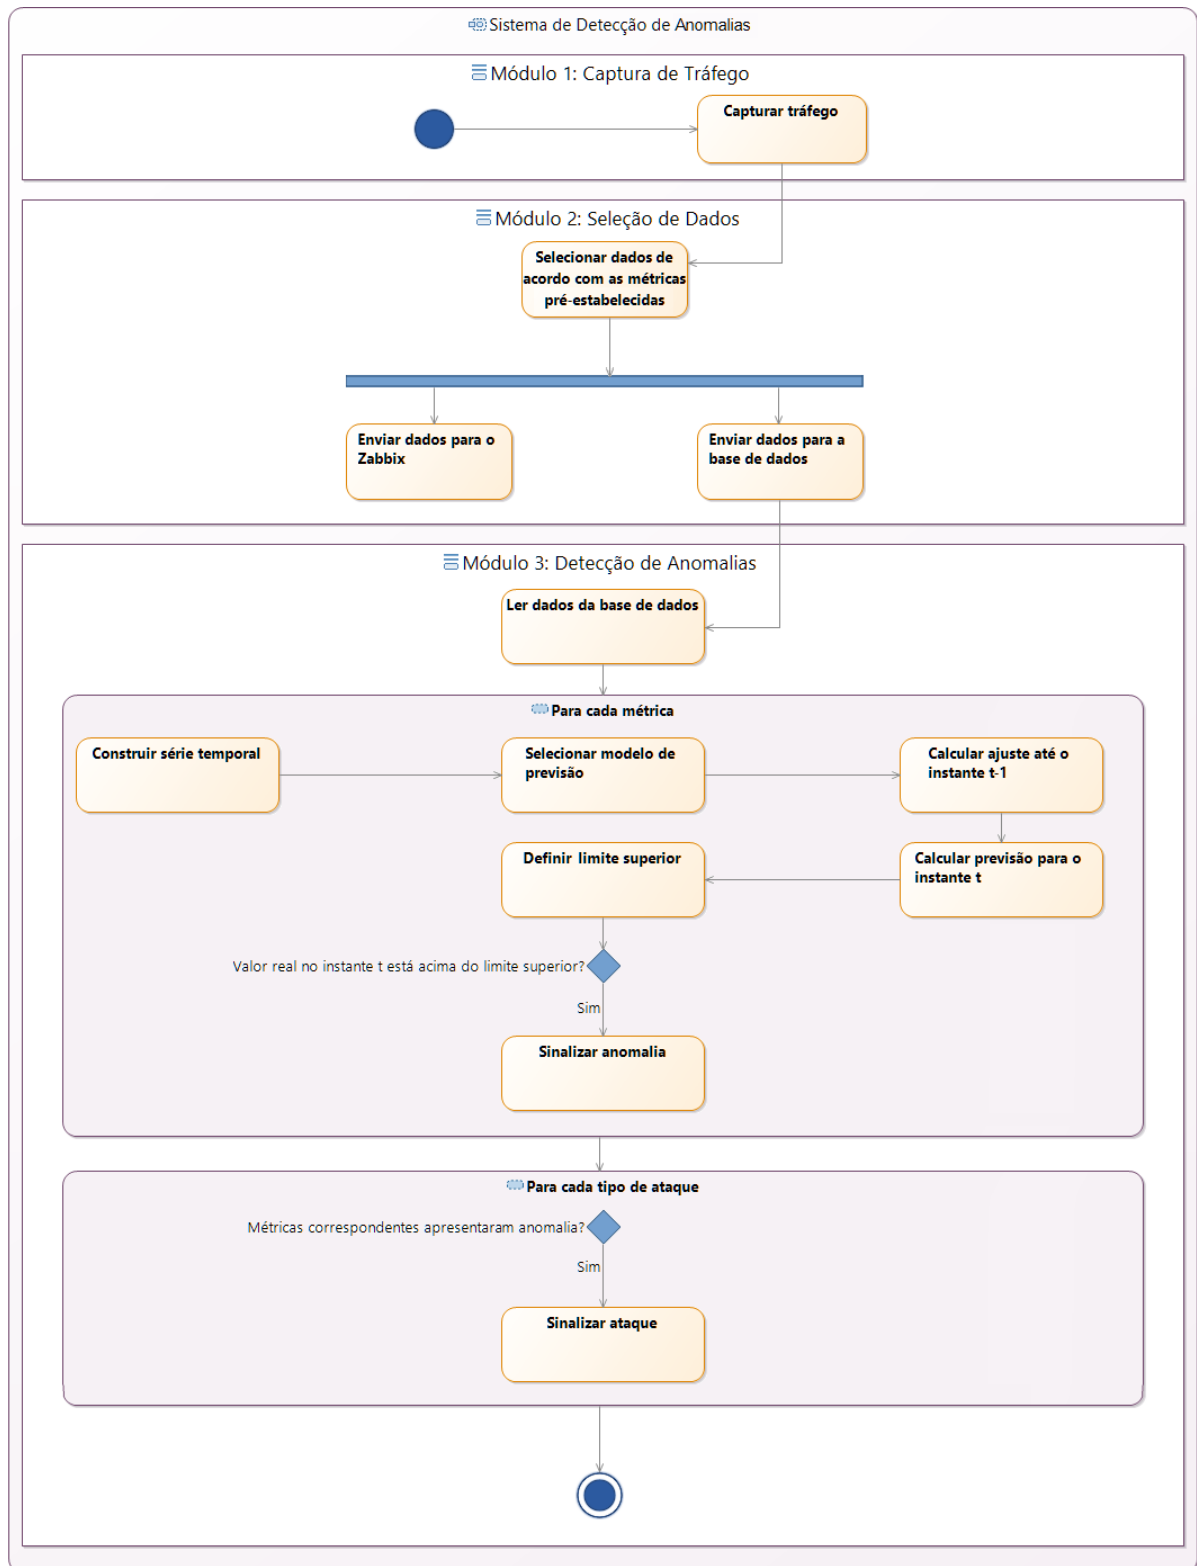 Sistema de Detecção de Anomalias
Módulo 1: Captura de Tráfego
Capturar tráfego
Módulo 2: Seleção de Dados
Selecionar dados de
acordo com as métricas
pré-estabelecidas
Enviar dados para o
Zabbix
Enviar dados para a
base de dados
Módulo 3: Detecção de Anomalias
Ler dados da base de dados
Para cada métrica
Construir série temporal
Selecionar modelo de
previsão
Calcular ajuste até o
instante t-1
Definir limite superior
Calcular previsão para o
instante t
Valor real no instante t está acima do limite superior?
Sim
Sinalizar anomalia
Para cada tipo de ataque
Métricas correspondentes apresentaram anomalia?
Sim
Sinalizar ataque